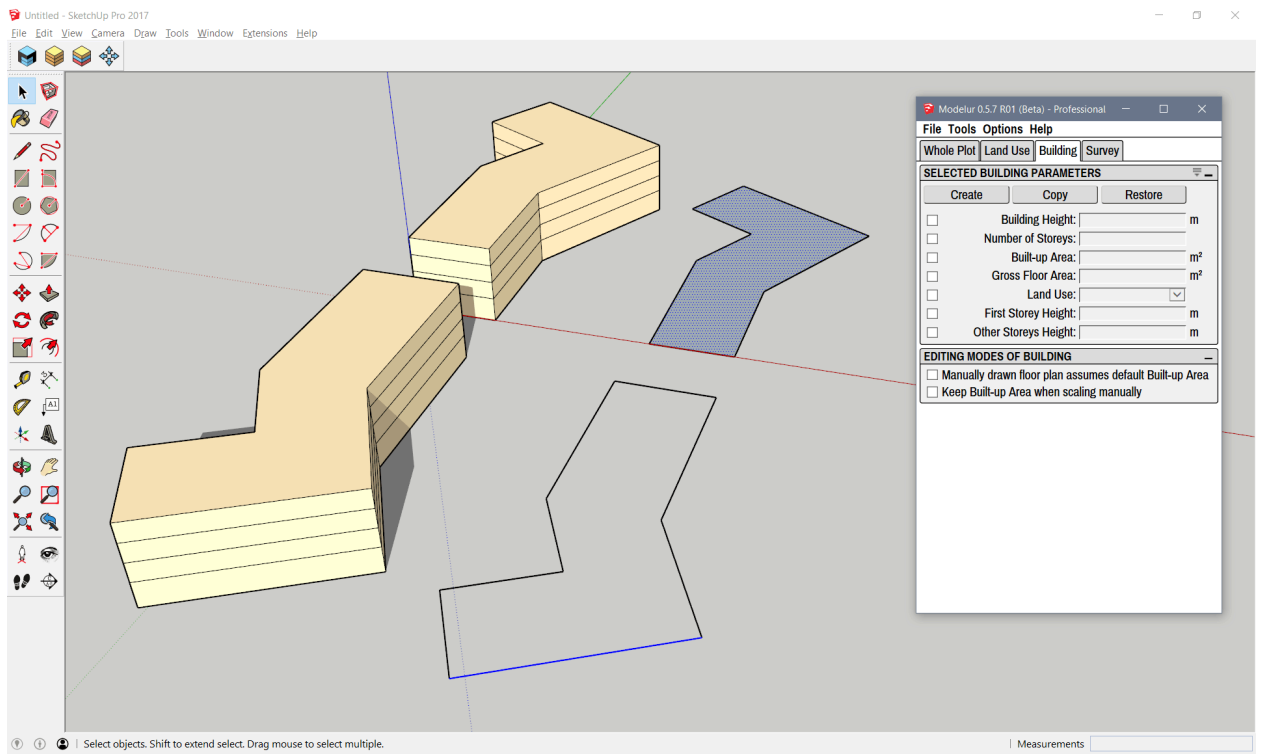 Untitled - SketchUp Pro 2017
File Edit View Camera Draw Tools Window Extensions Help
Modelur 0.5.7 R01 (Beta) - Professional
File Tools Options Help
Whole Plot Land Use Building Survey
SELECTED BUILDING PARAMETERS
Create Copy Restore
Building Height: m
Number of Storeys:
Built-up Area: m²
Gross Floor Area: m²
Land Use:
First Storey Height: m
Other Storeys Height: m
EDITING MODES OF BUILDING
Manually drawn floor plan assumes default Built-up Area
Keep Built-up Area when scaling manually
A1
Select objects. Shift to extend select. Drag mouse to select multiple.
Measurements